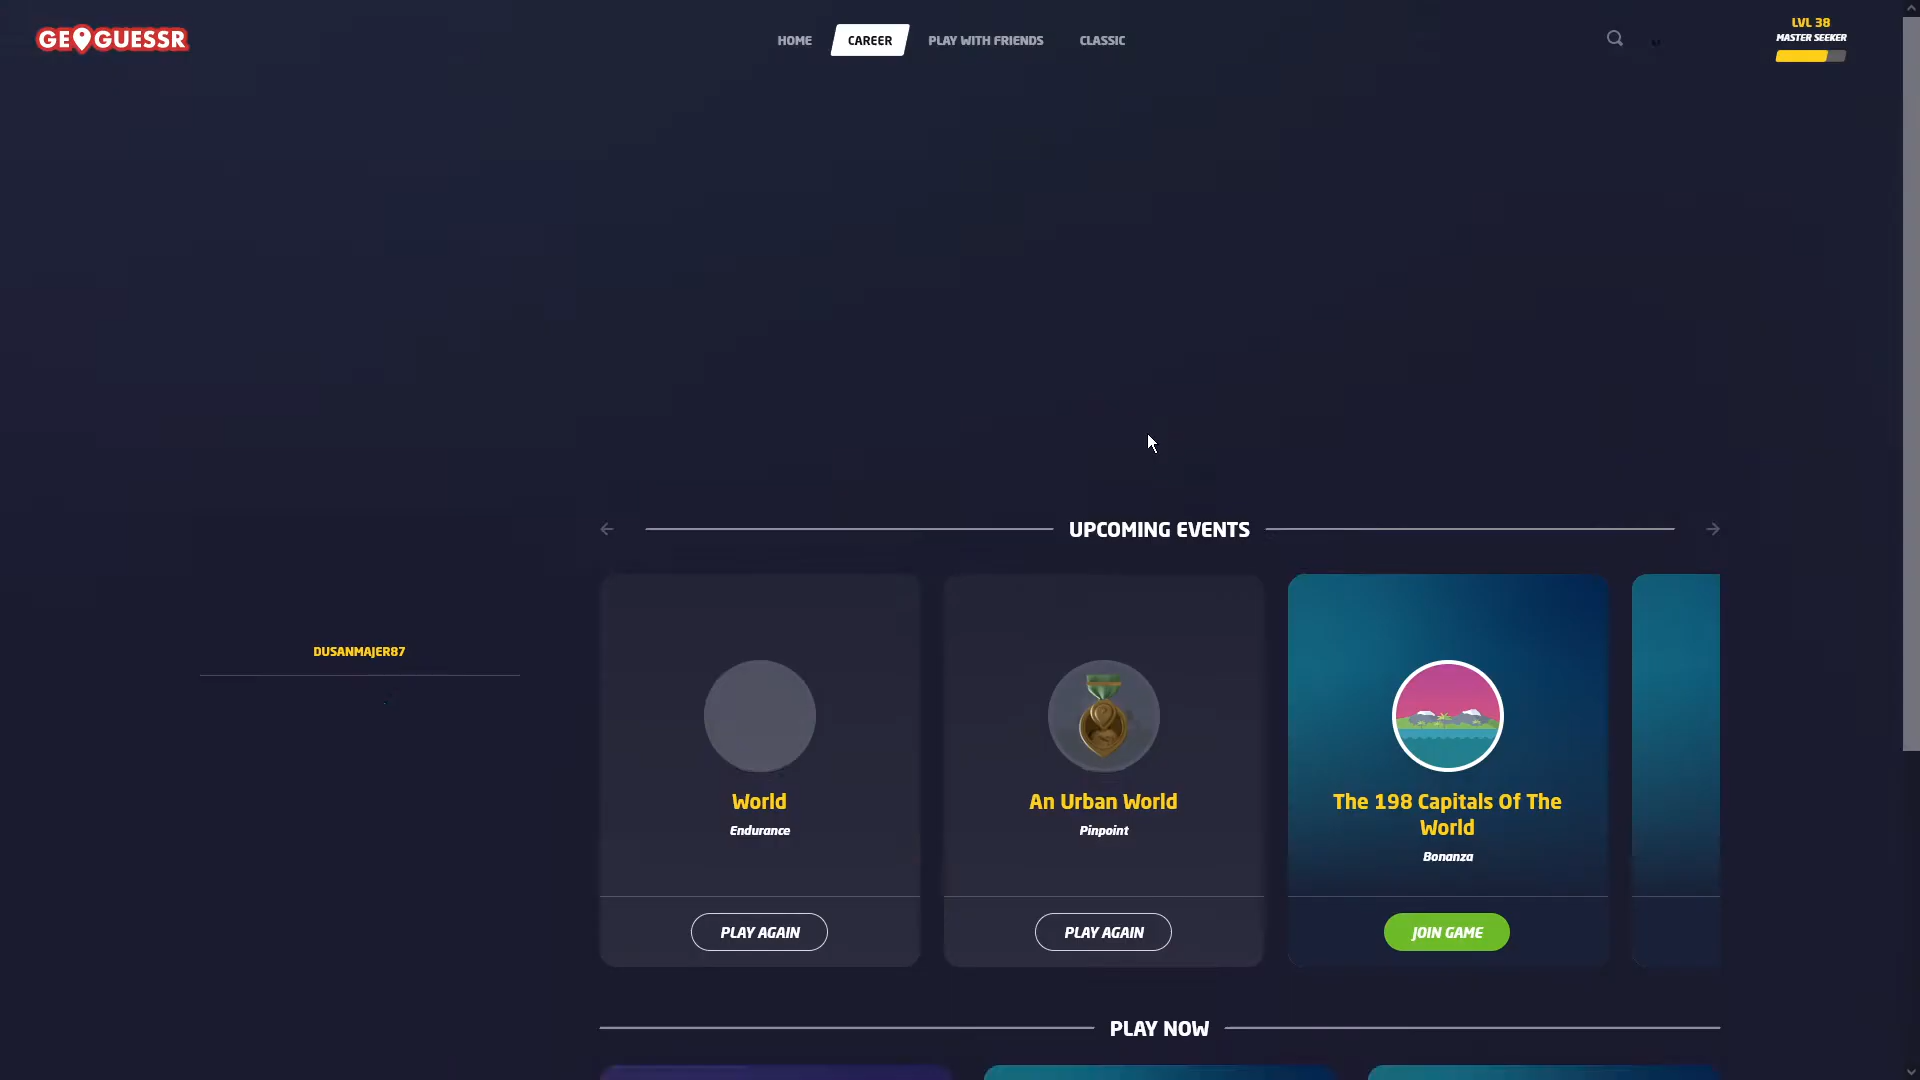 GEOGUESSR
HOME
CAREER
PLAY WITH FRIENDS
CLASSIC
LVL 38
MASTER SEEKER
UPCOMING EVENTS
DUSANMAJER87
World
Endurance
PLAY AGAIN
An Urban World
Pinpoint
PLAY AGAIN
The 198 Capitals Of The
World
Bonanza
JOIN GAME
PLAY NOW